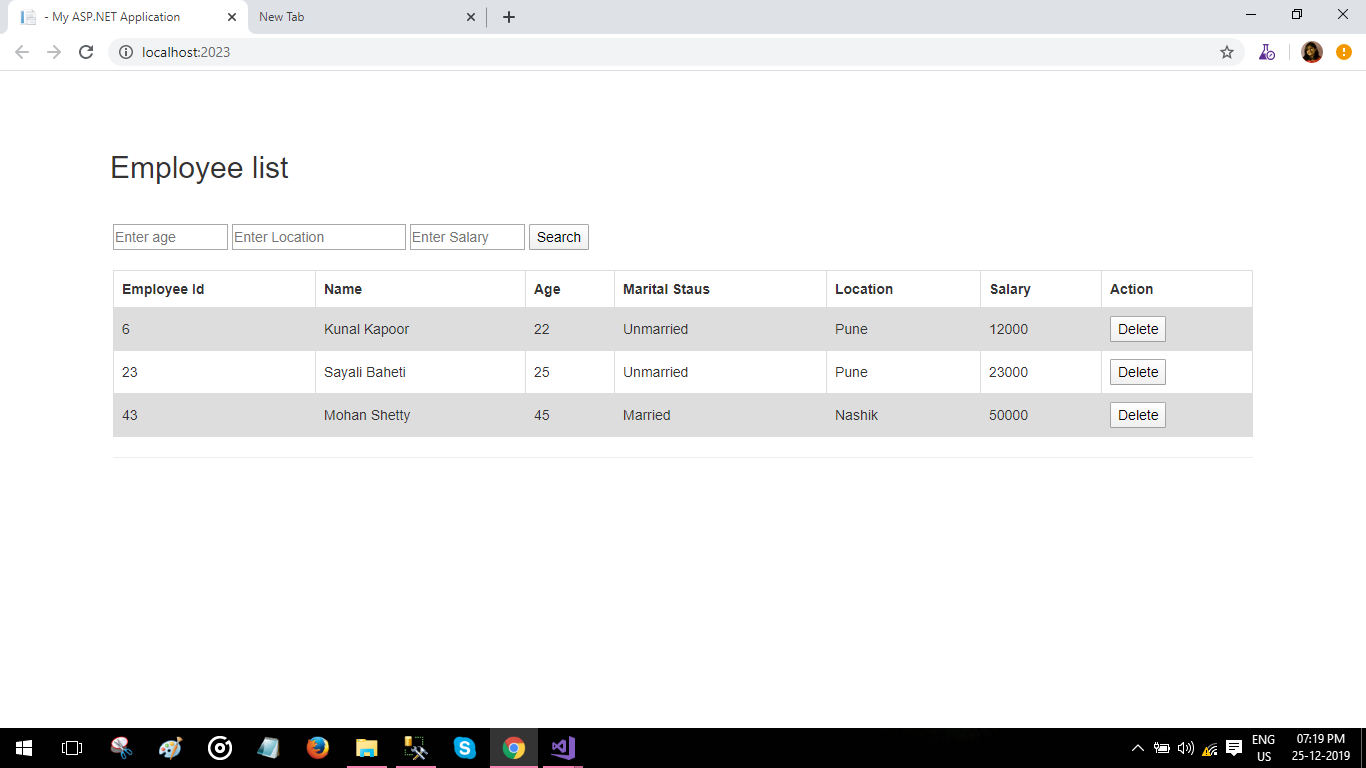 - My ASP.NET Application
New Tab
localhost:2023
Employee list
Enter age Enter Location Enter Salary Search
Employee Id Name Age Marital Staus Location Salary Action
6 Kunal Kapoor 22 Unmarried Pune 12000 Delete
23 Sayali Baheti 25 Unmarried Pune 23000 Delete
43 Mohan Shetty 45 Married Nashik 50000 Delete
ENG
US
07:19 PM
25-12-2019